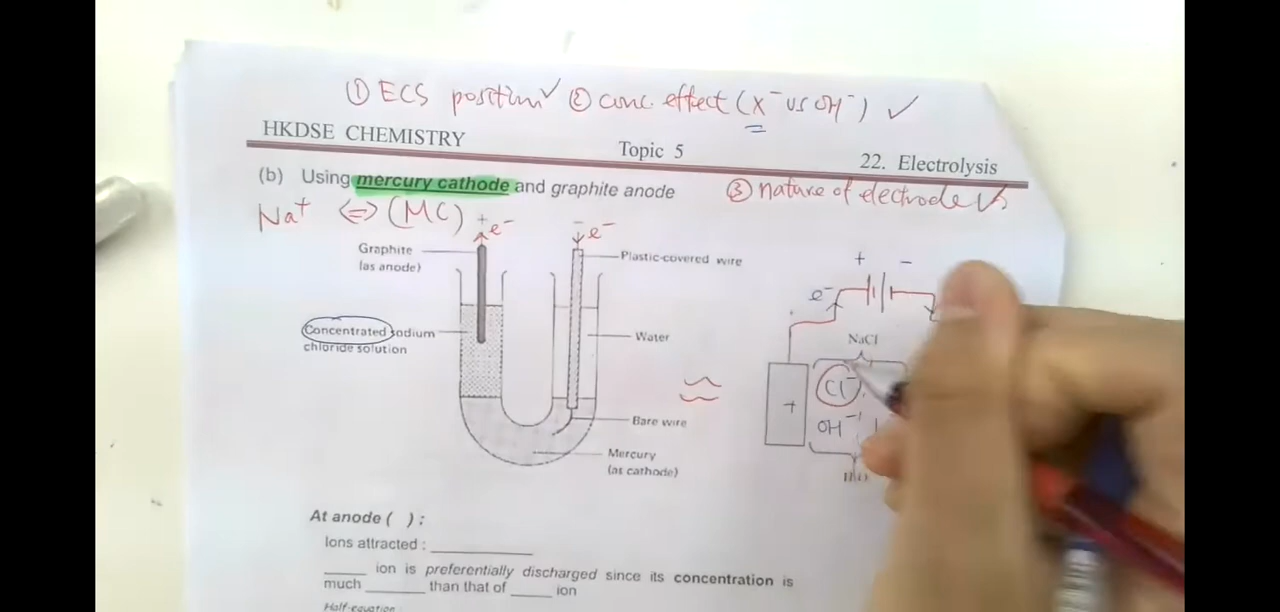 ① ECS position✓ ② conc. effect (X⁻ vs OH⁻) ✓
HKDSE CHEMISTRY
Topic 5
22. Electrolysis
(b) Using mercury cathode and graphite anode
③ nature of electrode ✓
Na⁺ ⇔ (MC)
+ e⁻
− e⁻
Graphite
(as anode)
Plastic-covered wire
+ −
e⁻
Concentrated sodium
chloride solution
Water
NaCl
≈
+
Cl⁻
OH⁻
Bare wire
Mercury
(as cathode)
At anode ( ) :
Ions attracted : ____________
_____ ion is preferentially discharged since its concentration is
much _______ than that of _____ ion
Half-equation